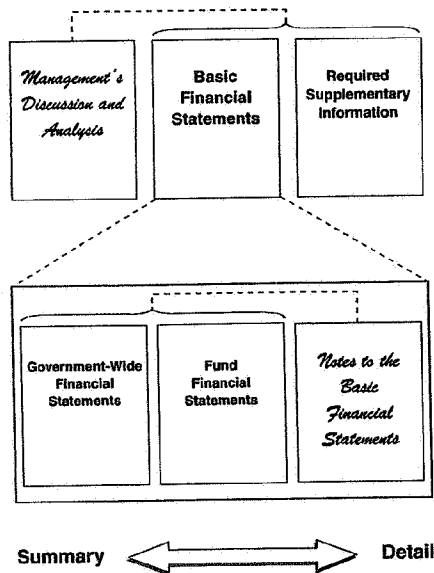 Management's
Discussion and
Analysis
Basic
Financial
Statements
Required
Supplementary
Information
Government-Wide
Financial
Statements
Fund
Financial
Statements
Notes to the
Basic
Financial
Statements
Summary
Detail